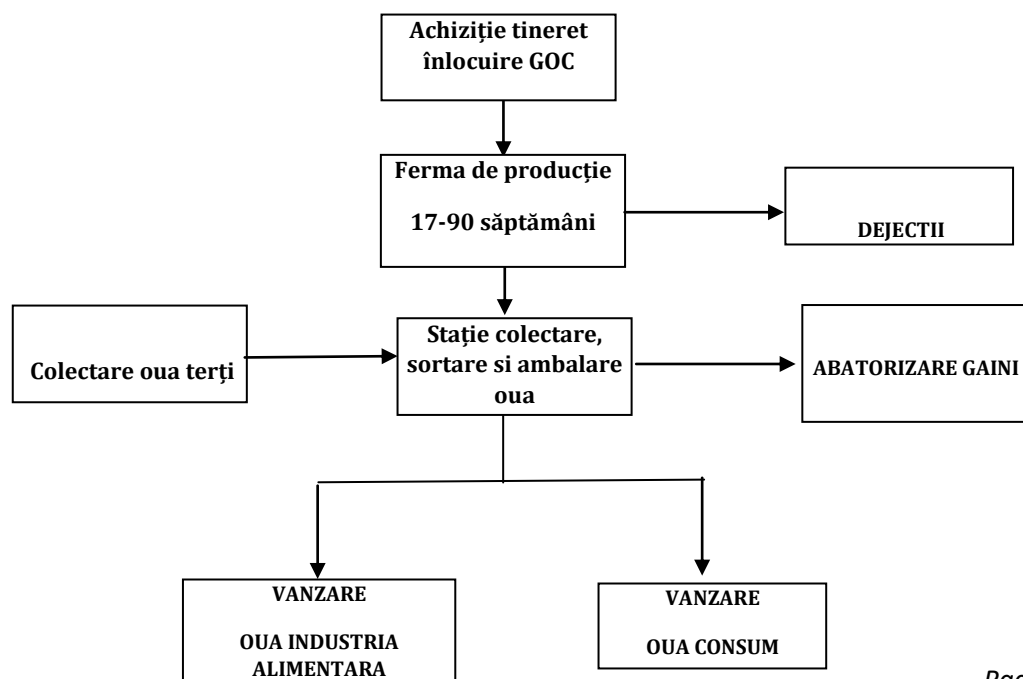 Achiziție tineret
înlocuire GOC
Ferma de producție
17-90 săptămâni
DEJECTII
Stație colectare,
sortare si ambalare
oua
Colectare oua terți
ABATORIZARE GAINI
VANZARE
OUA INDUSTRIA
ALIMENTARA
VANZARE
OUA CONSUM